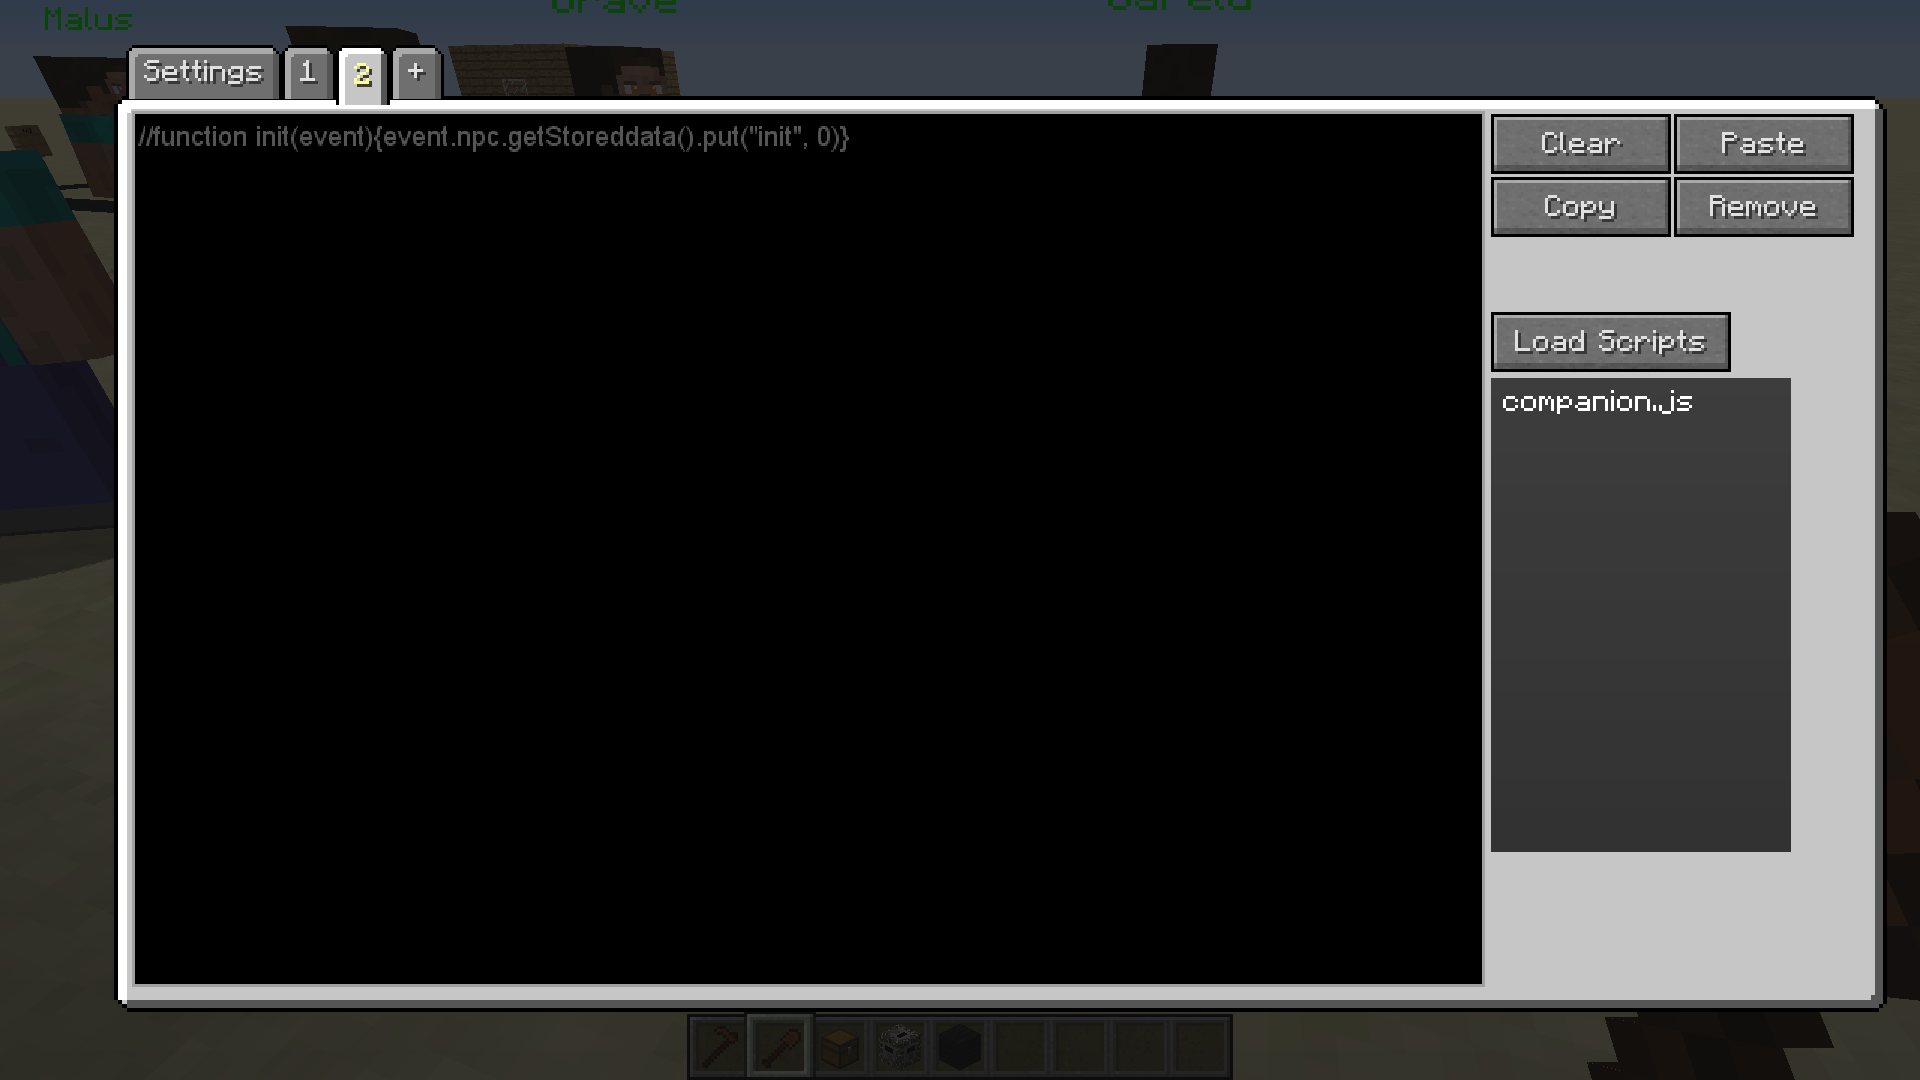 Malus
Grave
Settings
1
2
+
//function init(event){event.npc.getStoreddata().put("init", 0)}
Clear
Paste
Copy
Remove
Load Scripts
companion..js